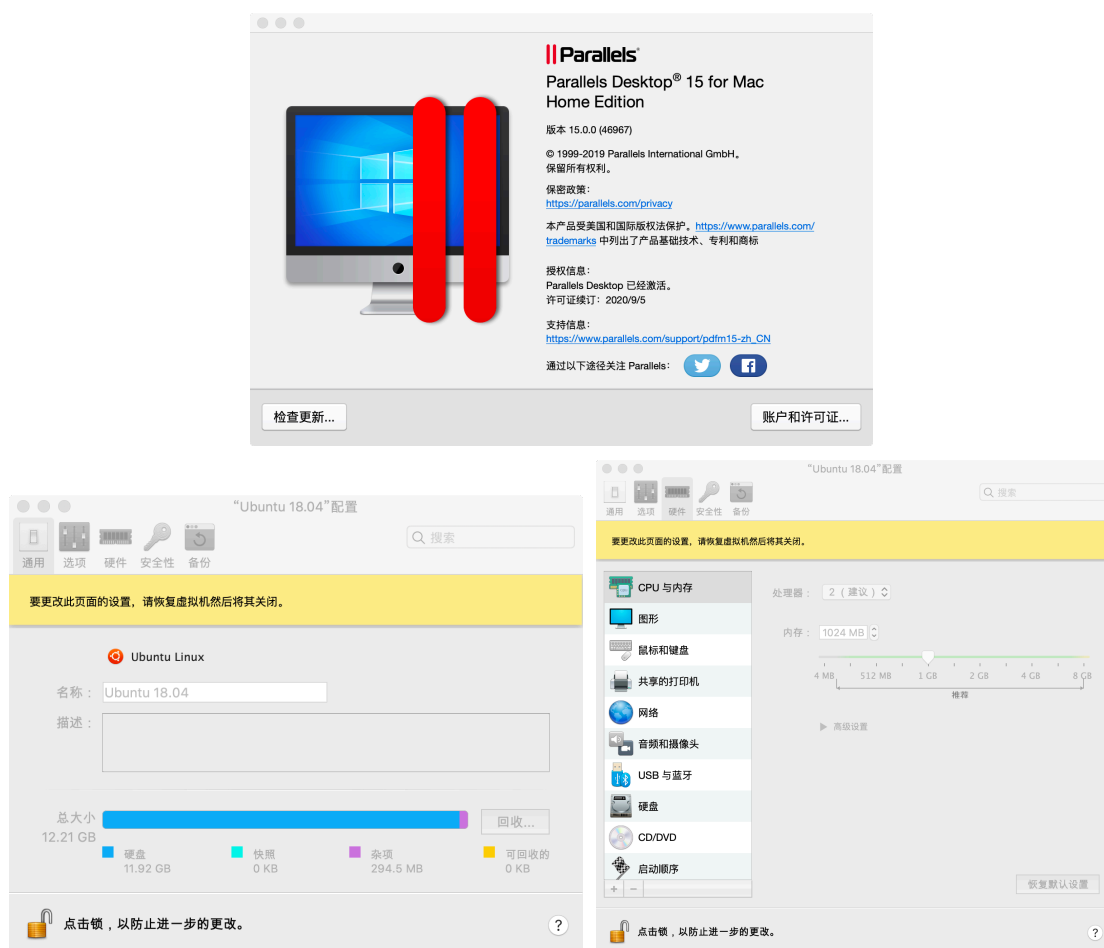 Parallels®
Parallels Desktop® 15 for Mac
Home Edition
版本 15.0.0 (46967)
© 1999-2019 Parallels International GmbH。
保留所有权利。
保密政策：
https://parallels.com/privacy
本产品受美国和国际版权法保护。https://www.parallels.com/
trademarks 中列出了产品基础技术、专利和商标
授权信息：
Parallels Desktop 已经激活。
许可证续订：2020/9/5
支持信息：
https://www.parallels.com/support/pdfm15-zh_CN
通过以下途径关注 Parallels：
检查更新...
账户和许可证...
“Ubuntu 18.04”配置
通用 选项 硬件 安全性 备份
搜索
要更改此页面的设置，请恢复虚拟机然后将其关闭。
Ubuntu Linux
名称： Ubuntu 18.04
描述：
总大小
12.21 GB
回收...
硬盘 快照 杂项 可回收的
11.92 GB 0 KB 294.5 MB 0 KB
点击锁，以防止进一步的更改。
?
“Ubuntu 18.04”配置
通用 选项 硬件 安全性 备份
搜索
要更改此页面的设置，请恢复虚拟机然后将其关闭。
CPU 与内存
图形
鼠标和键盘
共享的打印机
网络
音频和摄像头
USB 与蓝牙
硬盘
CD/DVD
启动顺序
+ −
处理器： 2（建议）
内存： 1024 MB
4 MB 512 MB 1 GB 2 GB 4 GB 8 GB
推荐
高级设置
恢复默认设置
点击锁，以防止进一步的更改。
?